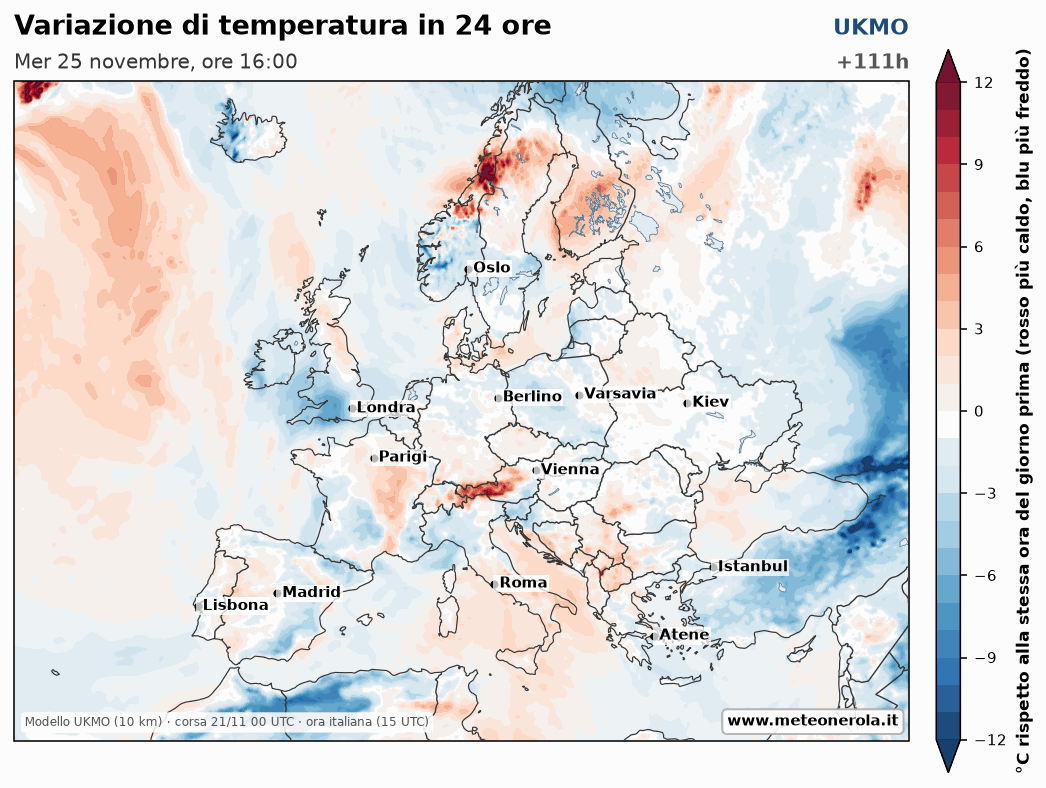 Variazione di temperatura in 24 ore
UKMO
Mer 25 novembre, ore 16:00
+111h
Oslo
Londra
Berlino
Varsavia
Kiev
Parigi
Vienna
Istanbul
Roma
Madrid
Lisbona
Atene
Modello UKMO (10 km) · corsa 21/11 00 UTC · ora italiana (15 UTC)
www.meteonerola.it
12
9
6
3
0
−3
−6
−9
−12
°C rispetto alla stessa ora del giorno prima (rosso più caldo, blu più freddo)